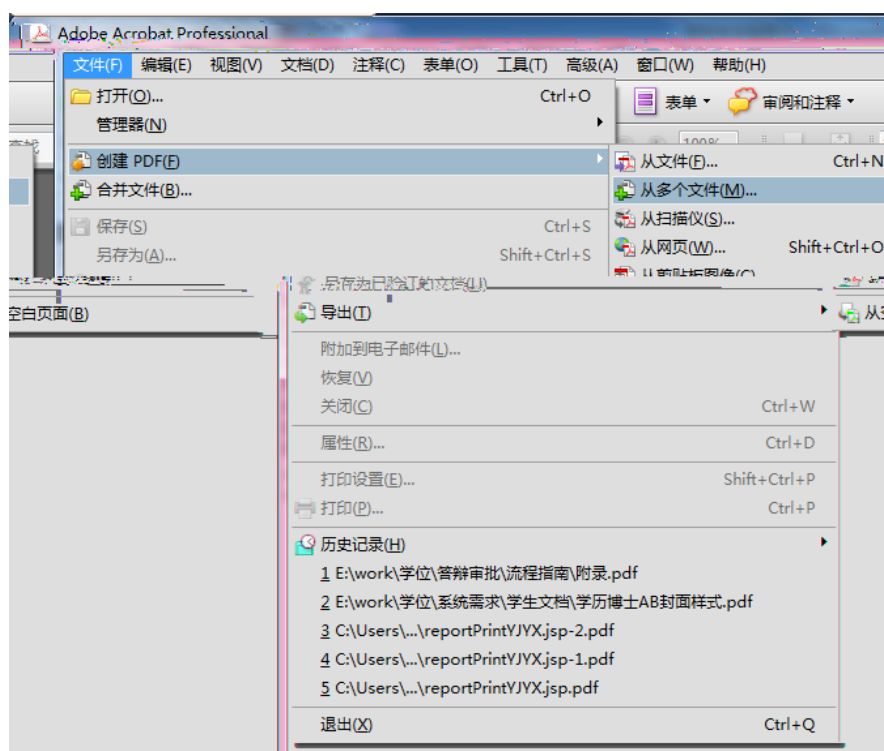 Adobe Acrobat Professional
文件(F) 编辑(E) 视图(V) 文档(D) 注释(C) 表单(O) 工具(T) 高级(A) 窗口(W) 帮助(H)
打开(O)... Ctrl+O
表单 审阅和注释
管理器(N)
100%
创建 PDF(F) 从文件(F)... Ctrl+N
合并文件(B)... 从多个文件(M)...
保存(S) Ctrl+S 从扫描仪(S)...
另存为(A)... Shift+Ctrl+S 从网页(W)... Shift+Ctrl+O
从剪贴板图像(C)
空白页面(B) 导出(T) 从
附加到电子邮件(L)...
恢复(V)
关闭(C) Ctrl+W
属性(R)... Ctrl+D
打印设置(E)... Shift+Ctrl+P
打印(P)... Ctrl+P
历史记录(H)
1 E:\work\学位\答辩审批\流程指南\附录.pdf
2 E:\work\学位\系统需求\学生文档\学历博士AB封面样式.pdf
3 C:\Users\...\reportPrintYJYX.jsp-2.pdf
4 C:\Users\...\reportPrintYJYX.jsp-1.pdf
5 C:\Users\...\reportPrintYJYX.jsp.pdf
退出(X) Ctrl+Q